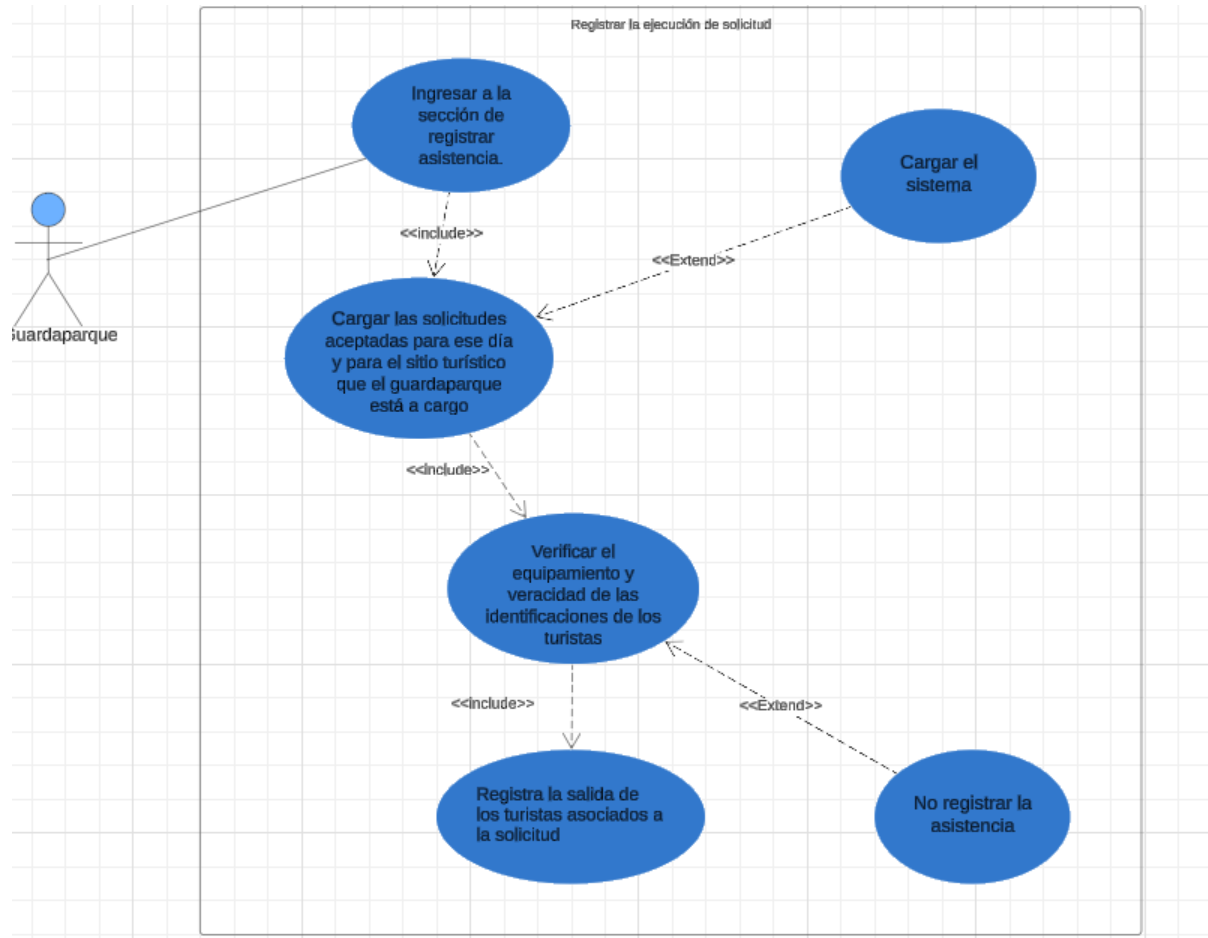 Registrar la ejecución de solicitud
Ingresar a la
sección de
registrar
asistencia.
Cargar el
sistema
<<include>>
<<Extend>>
Guardaparque
Cargar las solicitudes
aceptadas para ese día
y para el sitio turístico
que el guardaparque
está a cargo
<<Include>>
Verificar el
equipamiento y
veracidad de las
identificaciones de los
turistas
<<Include>>
<<Extend>>
Registra la salida de
los turistas asociados a
la solicitud
No registrar la
asistencia